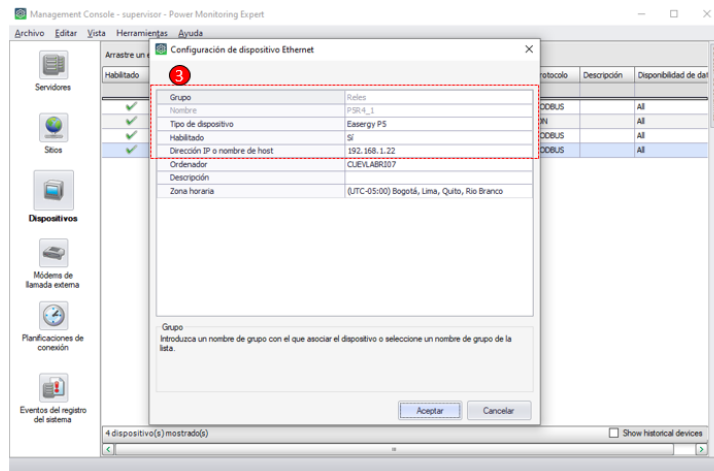 Management Console - supervisor - Power Monitoring Expert
Archivo Editar Vista Herramientas Ayuda
Servidores
Sitios
Dispositivos
Módems de
llamada externa
Planificaciones de
conexión
Eventos del registro
del sistema
Arrastre un e
Habilitado
rotocolo Descripción Disponibilidad de dat
ODBUS All
ON All
ODBUS All
ODBUS All
Configuración de dispositivo Ethernet
3
Grupo Reles
Nombre P5R4_1
Tipo de dispositivo Easergy P5
Habilitado Sí
Dirección IP o nombre de host 192.168.1.22
Ordenador CUEVLABRI07
Descripción
Zona horaria (UTC-05:00) Bogotá, Lima, Quito, Rio Branco
Grupo
Introduzca un nombre de grupo con el que asociar el dispositivo o seleccione un nombre de grupo de la
lista.
Aceptar Cancelar
4 dispositivo(s) mostrado(s) Show historical devices